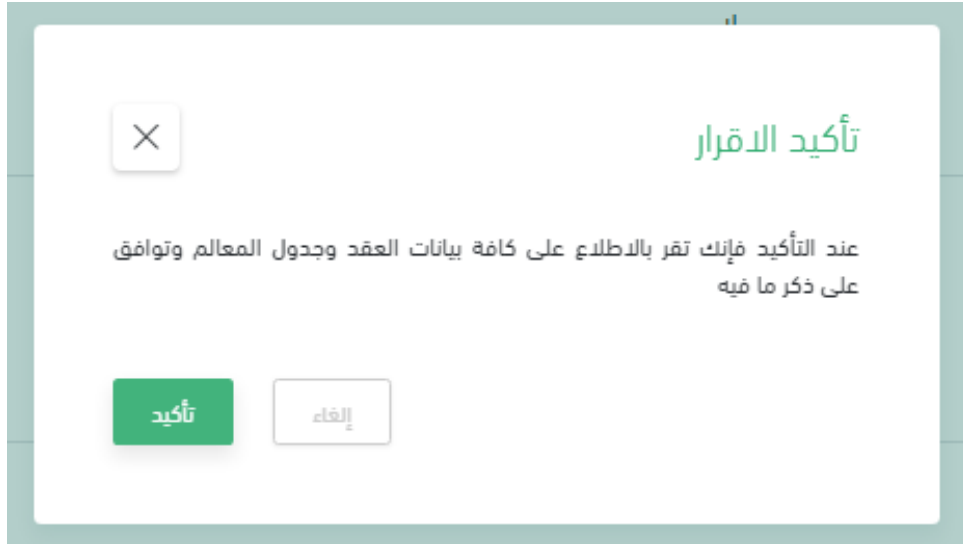 تأكيد الاقرار
عند التأكيد فإنك تقر بالاطلاع على كافة بيانات العقد وجدول المعالم وتوافق
على ذكر ما فيه
إلغاء
تأكيد